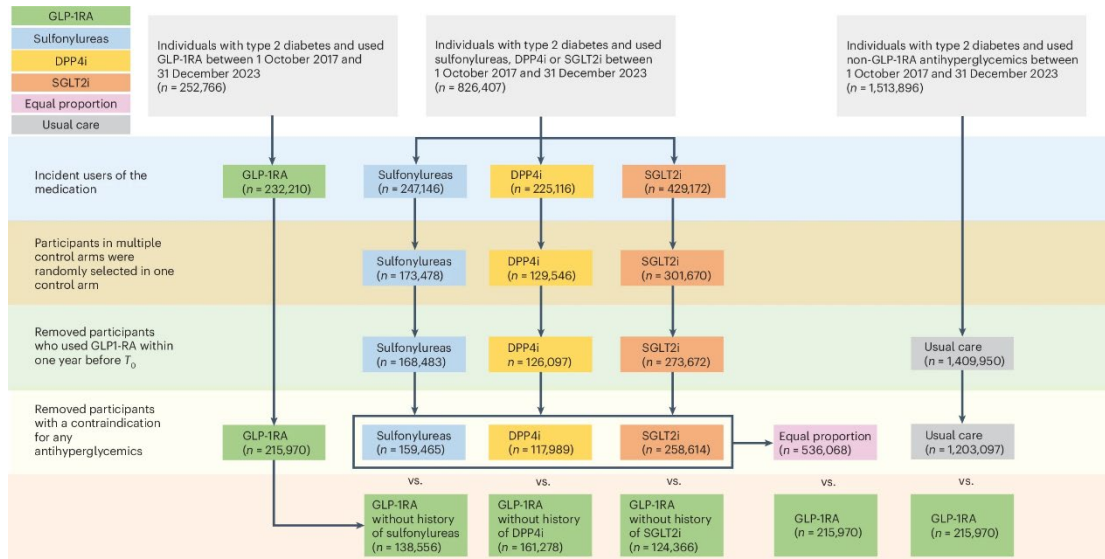 GLP-1RA
Sulfonylureas
DPP4i
SGLT2i
Equal proportion
Usual care
Individuals with type 2 diabetes and used
GLP-1RA between 1 October 2017 and
31 December 2023
(n = 252,766)
Individuals with type 2 diabetes and used
sulfonylureas, DPP4i or SGLT2i between
1 October 2017 and 31 December 2023
(n = 826,407)
Individuals with type 2 diabetes and used
non-GLP-1RA antihyperglycemics between
1 October 2017 and 31 December 2023
(n = 1,513,896)
Incident users of the
medication
GLP-1RA
(n = 232,210)
Sulfonylureas
(n = 247,146)
DPP4i
(n = 225,116)
SGLT2i
(n = 429,172)
Participants in multiple
control arms were
randomly selected in one
control arm
Sulfonylureas
(n = 173,478)
DPP4i
(n = 129,546)
SGLT2i
(n = 301,670)
Removed participants
who used GLP1-RA within
one year before T0
Sulfonylureas
(n = 168,483)
DPP4i
(n = 126,097)
SGLT2i
(n = 273,672)
Usual care
(n = 1,409,950)
Removed participants
with a contraindication
for any
antihyperglycemics
GLP-1RA
(n = 215,970)
Sulfonylureas
(n = 159,465)
DPP4i
(n = 117,989)
SGLT2i
(n = 258,614)
Equal proportion
(n = 536,068)
Usual care
(n = 1,203,097)
vs.
vs.
vs.
vs.
vs.
GLP-1RA
without history
of sulfonylureas
(n = 138,556)
GLP-1RA
without history
of DPP4i
(n = 161,278)
GLP-1RA
without history of
SGLT2i
(n = 124,366)
GLP-1RA
(n = 215,970)
GLP-1RA
(n = 215,970)